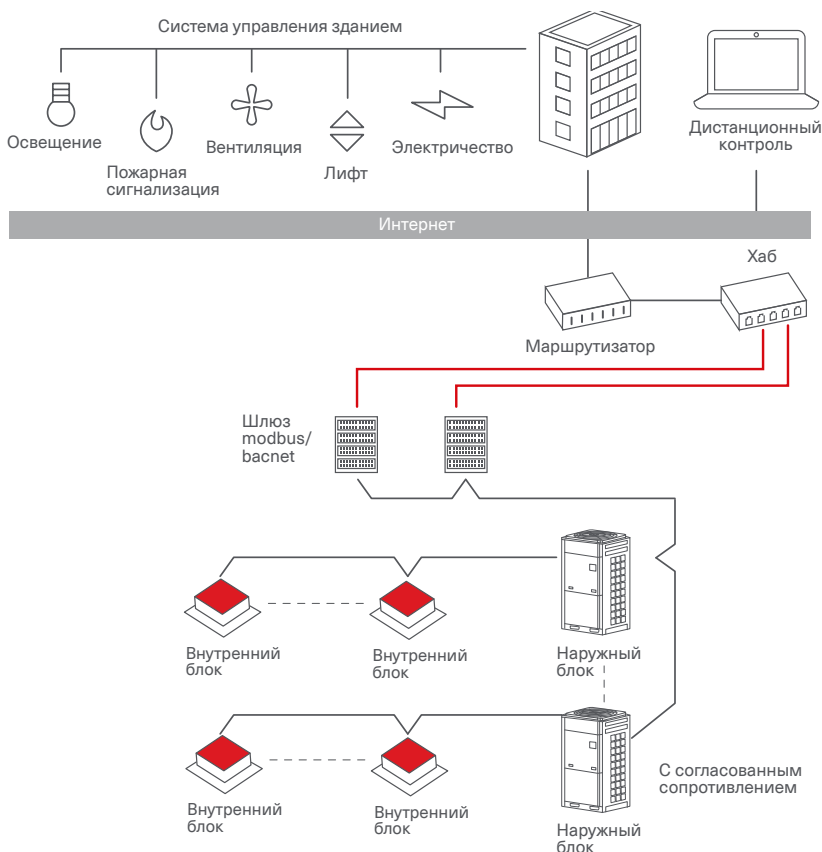 Система управления зданием
Освещение
Пожарная
сигнализация
Вентиляция
Лифт
Электричество
Дистанционный
контроль
Интернет
Хаб
Маршрутизатор
Шлюз
modbus/
bacnet
Внутренний
блок
Внутренний
блок
Наружный
блок
Внутренний
блок
Внутренний
блок
Наружный
блок
С согласованным
сопротивлением